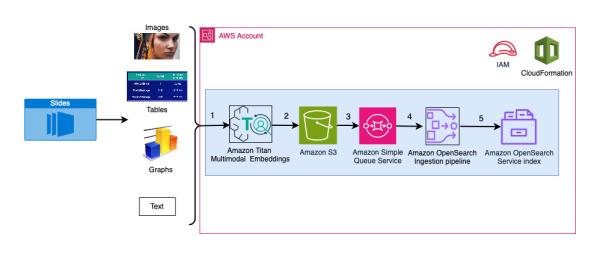 Images
AWS Account
IAM
CloudFormation
Slides
Tables
1
2
3
4
5
Amazon Titan
Multimodal Embeddings
Amazon S3
Amazon Simple
Queue Service
Amazon OpenSearch
Ingestion pipeline
Amazon OpenSearch
Service index
Graphs
Text